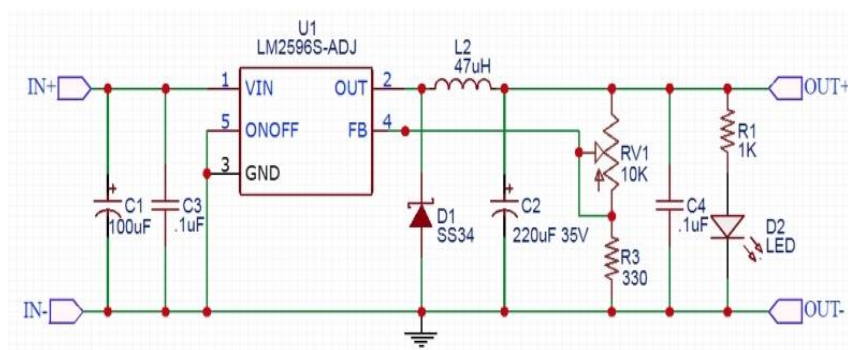 U1
LM2596S-ADJ
L2
47uH
IN+
1
VIN
OUT
2
OUT+
5
ONOFF
FB
4
R1
1K
RV1
10K
3
GND
C1
100uF
C3
.1uF
D1
SS34
C2
220uF 35V
C4
.1uF
D2
LED
R3
330
IN-
OUT-